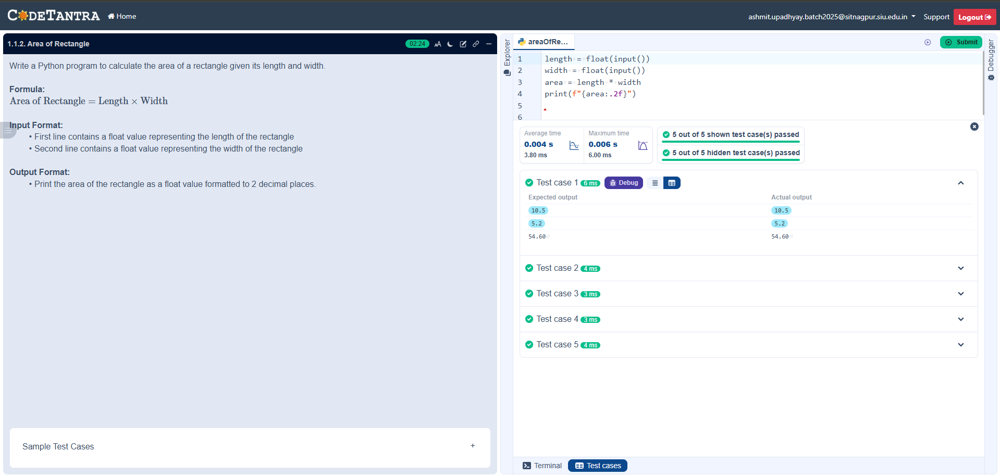 CODETANTRA Home ashmit.upadhyay.batch2025@sitnagpur.siu.edu.in Support Logout
1.1.2. Area of Rectangle 02:24 AA
Write a Python program to calculate the area of a rectangle given its length and width.
Formula:
Area of Rectangle = Length × Width
Input Format:
• First line contains a float value representing the length of the rectangle
• Second line contains a float value representing the width of the rectangle
Output Format:
• Print the area of the rectangle as a float value formatted to 2 decimal places.
Sample Test Cases +
Explorer
areaOfRe... Submit
Debugger
1 length = float(input())
2 width = float(input())
3 area = length * width
4 print(f"{area:.2f}")
5
6
Average time
0.004 s
3.80 ms
Maximum time
0.006 s
6.00 ms
5 out of 5 shown test case(s) passed
5 out of 5 hidden test case(s) passed
Test case 1 6 ms Debug
Expected output Actual output
10.5 10.5
5.2 5.2
54.60 54.60
Test case 2 4 ms
Test case 3 3 ms
Test case 4 3 ms
Test case 5 4 ms
Terminal Test cases